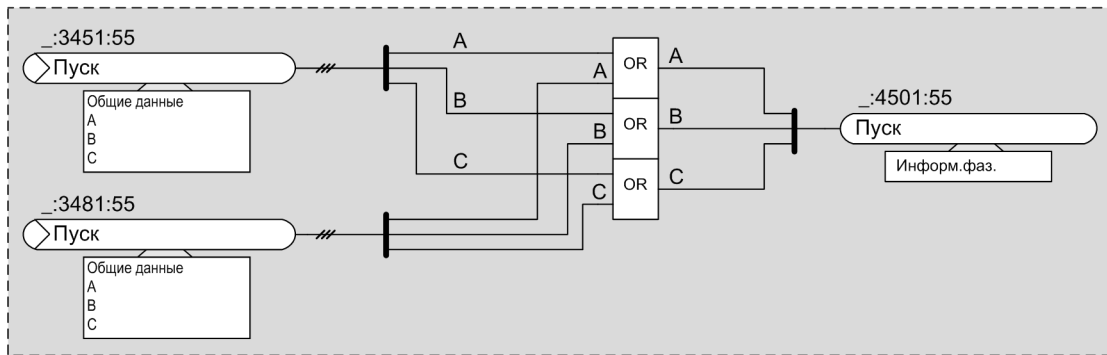 _:3451:55
Пуск
Общие данные
A
B
C
_:3481:55
Пуск
Общие данные
A
B
C
A
A
B
B
C
C
OR
OR
OR
A
B
C
_:4501:55
Пуск
Информ.фаз.